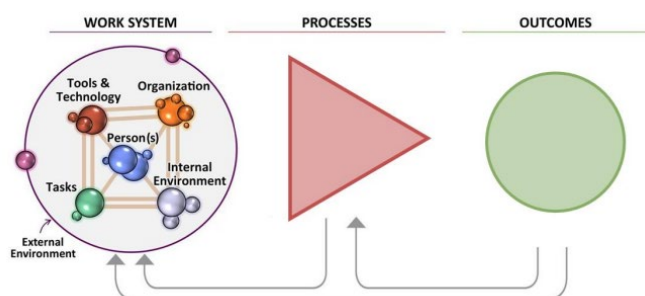 WORK SYSTEM
PROCESSES
OUTCOMES
Tools &
Technology
Organization
Person(s)
Internal
Environment
Tasks
External
Environment